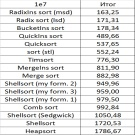 1e7 Итог
Radixins sort (msd) 163,25
Radix sort (lsd) 171,31
Bucketins sort 178,34
QuickIns sort 489,66
Quicksort 537,65
sort (stl) 552,24
Timsort 776,30
MergeIns sort 811,90
Merge sort 882,98
Shellsort (my form. 2) 949,96
Shellsort (my form. 3) 959,00
Shellsort (my form. 1) 979,50
Comb sort 992,84
Shellsort (Sedgwick) 1050,48
Shellsort 1720,53
Heapsort 1786,67